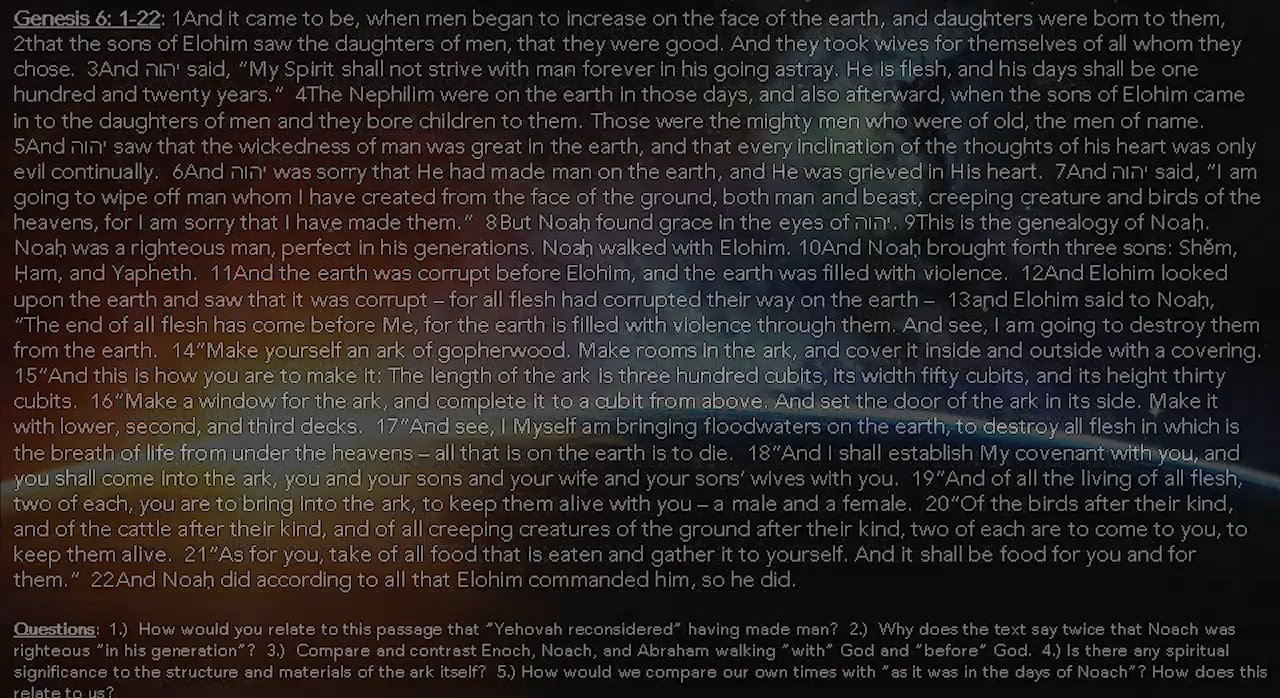 Genesis 6: 1-22: 1And it came to be, when men began to increase on the face of the earth, and daughters were born to them,
2that the sons of Elohim saw the daughters of men, that they were good. And they took wives for themselves of all whom they
chose. 3And יהוה said, “My Spirit shall not strive with man forever in his going astray. He is flesh, and his days shall be one
hundred and twenty years.” 4The Nephilim were on the earth in those days, and also afterward, when the sons of Elohim came
in to the daughters of men and they bore children to them. Those were the mighty men who were of old, the men of name.
5And יהוה saw that the wickedness of man was great in the earth, and that every inclination of the thoughts of his heart was only
evil continually. 6And יהוה was sorry that He had made man on the earth, and He was grieved in His heart. 7And יהוה said, “I am
going to wipe off man whom I have created from the face of the ground, both man and beast, creeping creature and birds of the
heavens, for I am sorry that I have made them.” 8But Noaḥ found grace in the eyes of יהוה. 9This is the genealogy of Noaḥ.
Noaḥ was a righteous man, perfect in his generations. Noaḥ walked with Elohim. 10And Noaḥ brought forth three sons: Shĕm,
Ḥam, and Yapheth. 11And the earth was corrupt before Elohim, and the earth was filled with violence. 12And Elohim looked
upon the earth and saw that it was corrupt – for all flesh had corrupted their way on the earth – 13and Elohim said to Noaḥ,
“The end of all flesh has come before Me, for the earth is filled with violence through them. And see, I am going to destroy them
from the earth. 14“Make yourself an ark of gopherwood. Make rooms in the ark, and cover it inside and outside with a covering.
15“And this is how you are to make it: The length of the ark is three hundred cubits, its width fifty cubits, and its height thirty
cubits. 16“Make a window for the ark, and complete it to a cubit from above. And set the door of the ark in its side. Make it
with lower, second, and third decks. 17“And see, I Myself am bringing floodwaters on the earth, to destroy all flesh in which is
the breath of life from under the heavens – all that is on the earth is to die. 18“And I shall establish My covenant with you, and
you shall come into the ark, you and your sons and your wife and your sons’ wives with you. 19“And of all the living of all flesh,
two of each, you are to bring into the ark, to keep them alive with you – a male and a female. 20“Of the birds after their kind,
and of the cattle after their kind, and of all creeping creatures of the ground after their kind, two of each are to come to you, to
keep them alive. 21“As for you, take of all food that is eaten and gather it to yourself. And it shall be food for you and for
them.” 22And Noaḥ did according to all that Elohim commanded him, so he did.
Questions: 1.) How would you relate to this passage that “Yehovah reconsidered” having made man? 2.) Why does the text say twice that Noach was
righteous “in his generation”? 3.) Compare and contrast Enoch, Noach, and Abraham walking “with” God and “before” God. 4.) Is there any spiritual
significance to the structure and materials of the ark itself? 5.) How would we compare our own times with “as it was in the days of Noach”? How does this
relate to us?